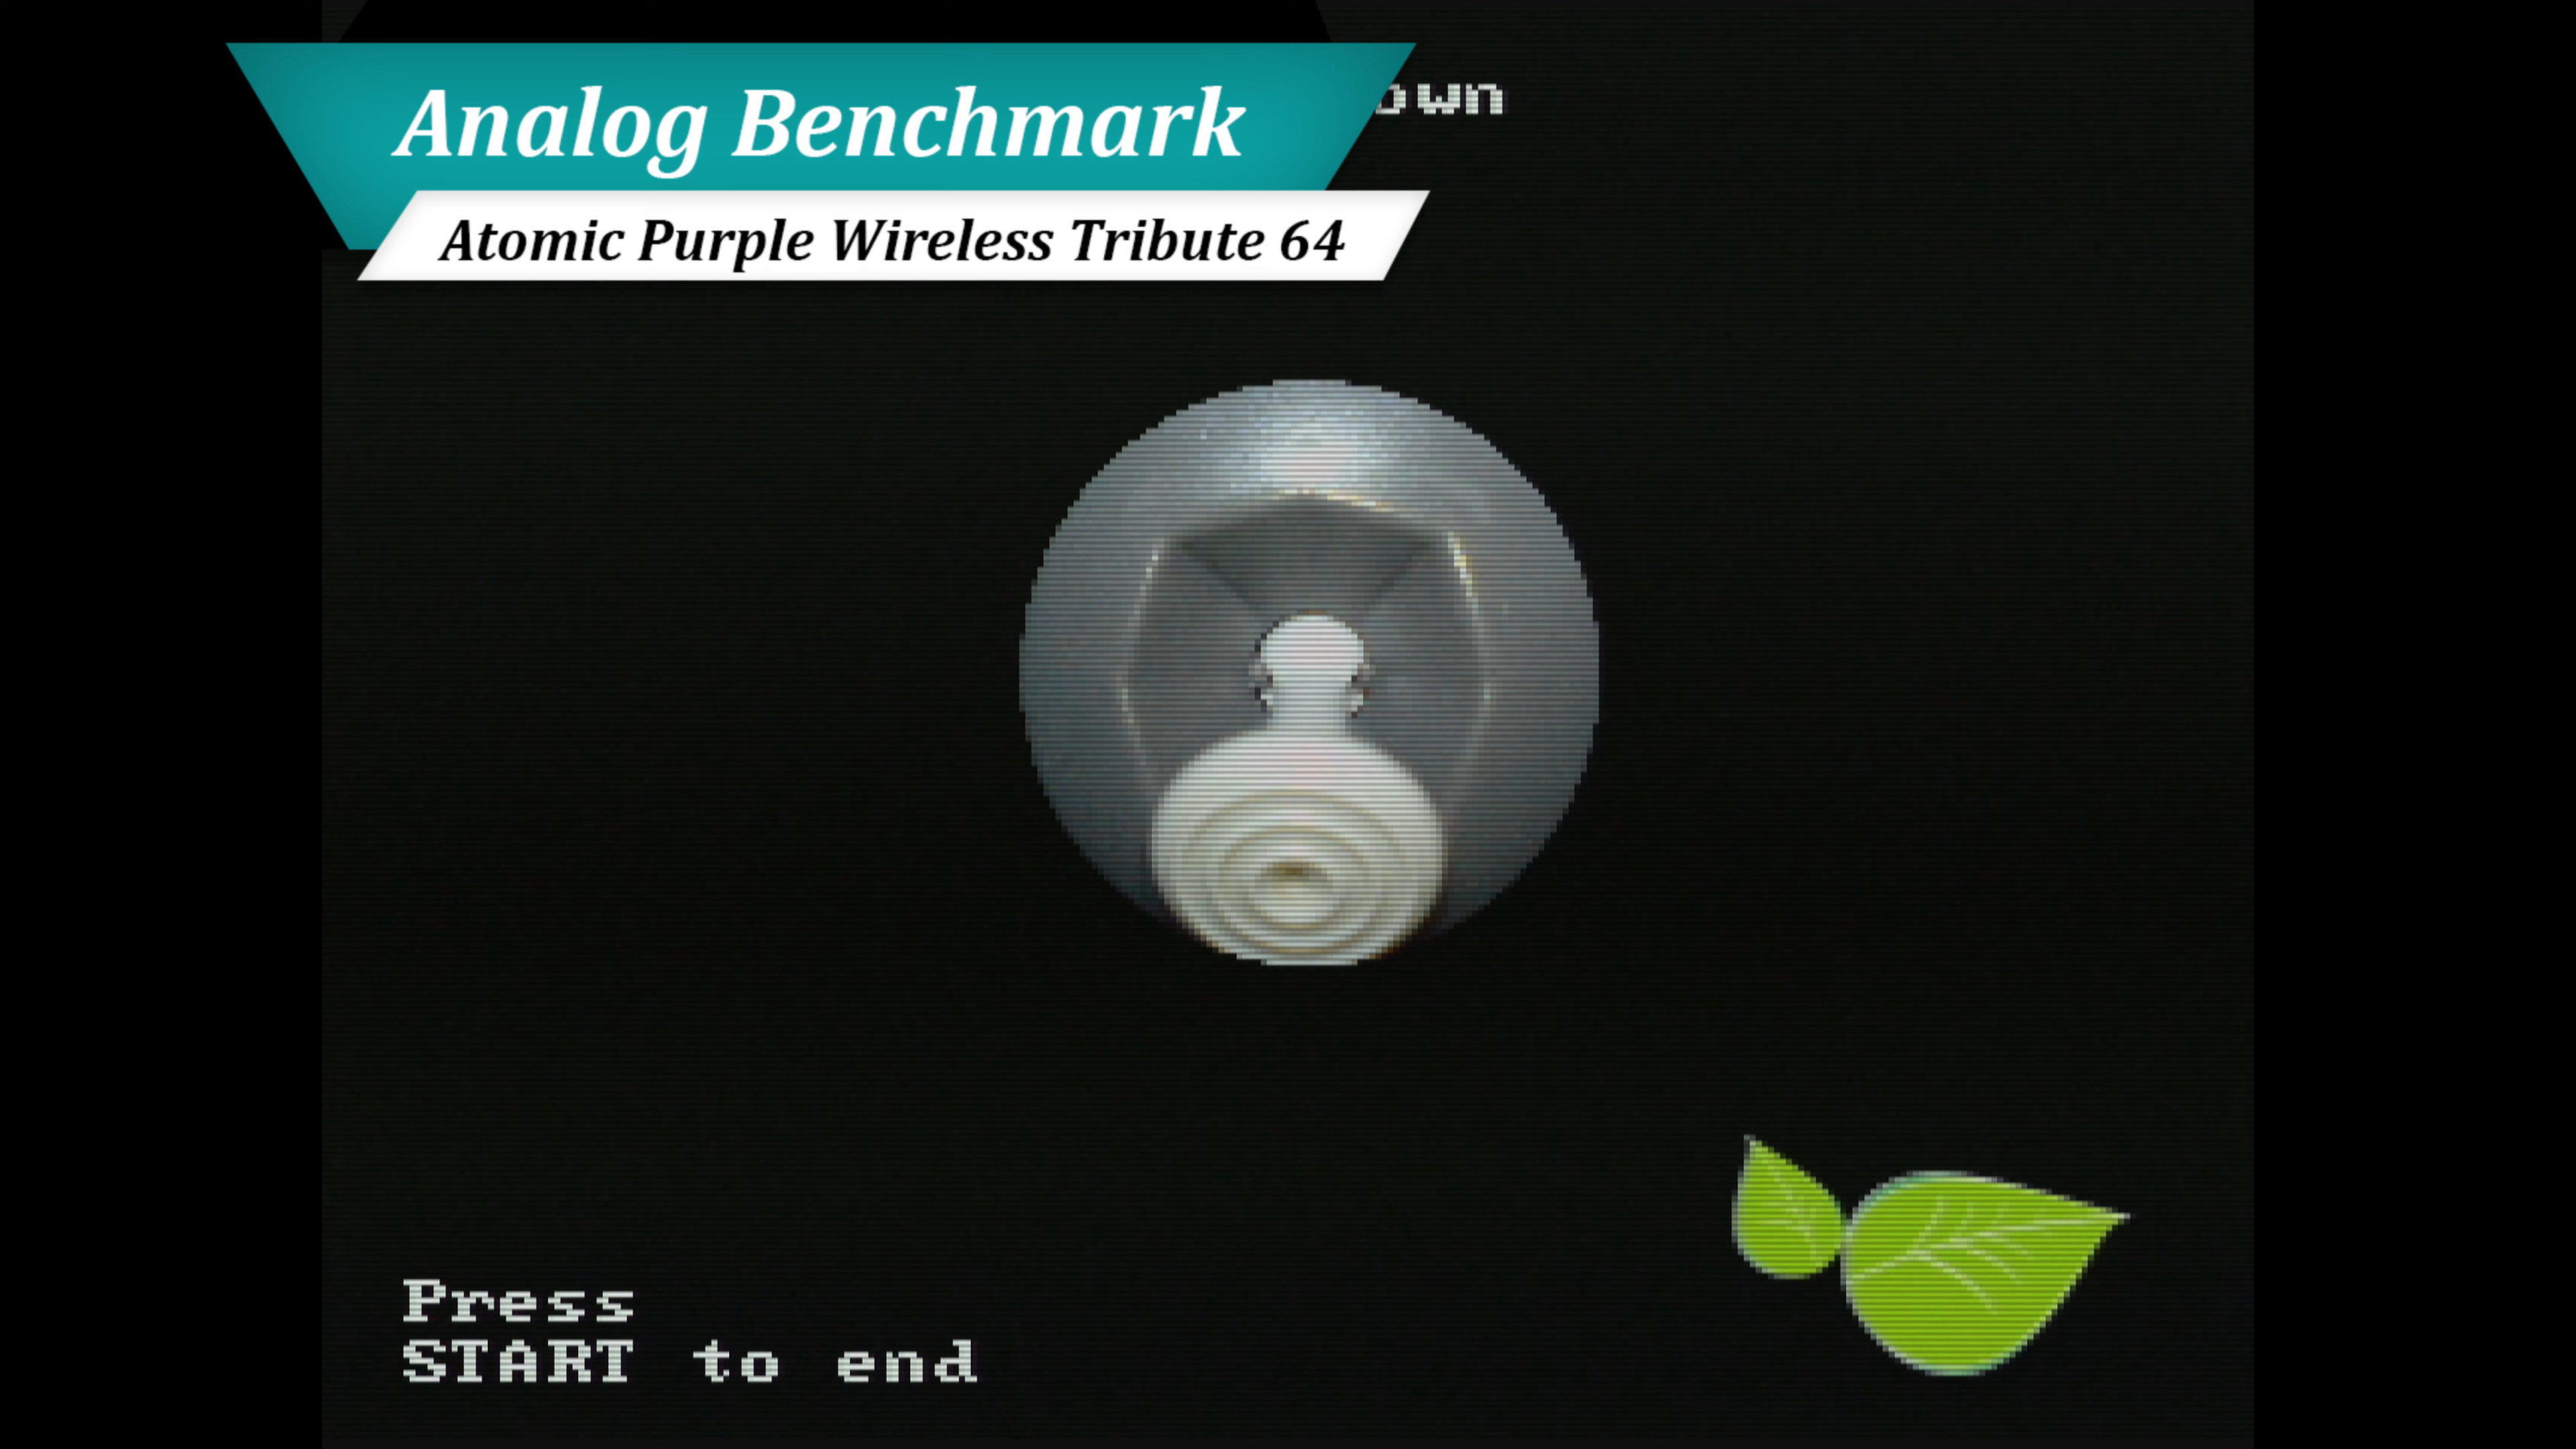 Analog Benchmark
Atomic Purple Wireless Tribute 64
Press
START to end